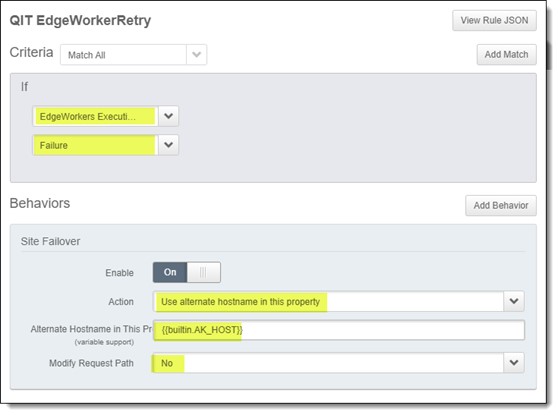 QIT EdgeWorkerRetry
View Rule JSON
Criteria Match All
Add Match
If
EdgeWorkers Executi...
Failure
Behaviors
Add Behavior
Site Failover
Enable On
Action Use alternate hostname in this property
Alternate Hostname in This Pr {{builtin.AK_HOST}}
(variable support)
Modify Request Path No